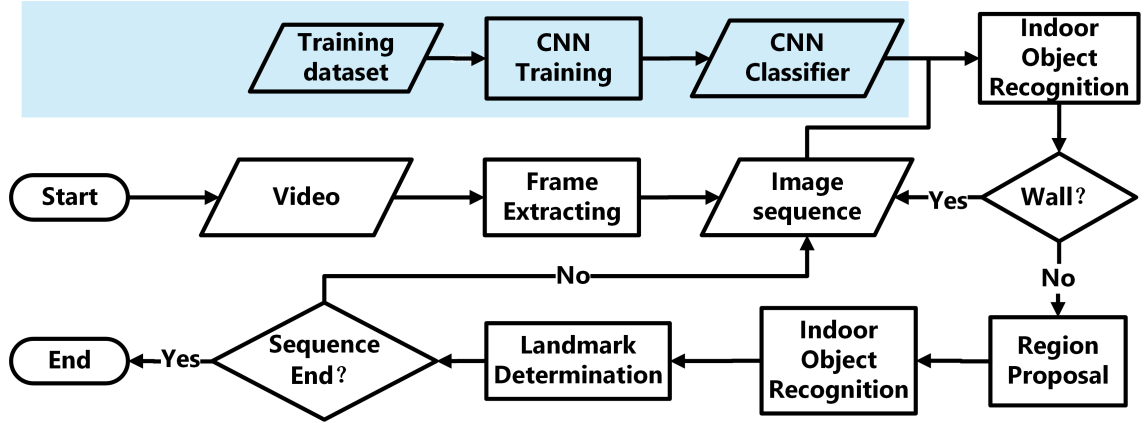 Training
dataset
CNN
Training
CNN
Classifier
Indoor
Object
Recognition
Start
Video
Frame
Extracting
Image
sequence
Yes
Wall?
No
No
End
Yes
Sequence
End?
Landmark
Determination
Indoor
Object
Recognition
Region
Proposal